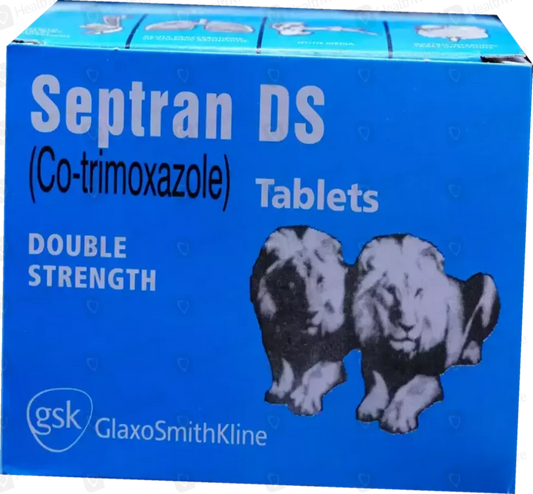 Septran DS
(Co-trimoxazole)
Tablets
DOUBLE
STRENGTH
gsk
GlaxoSmithKline